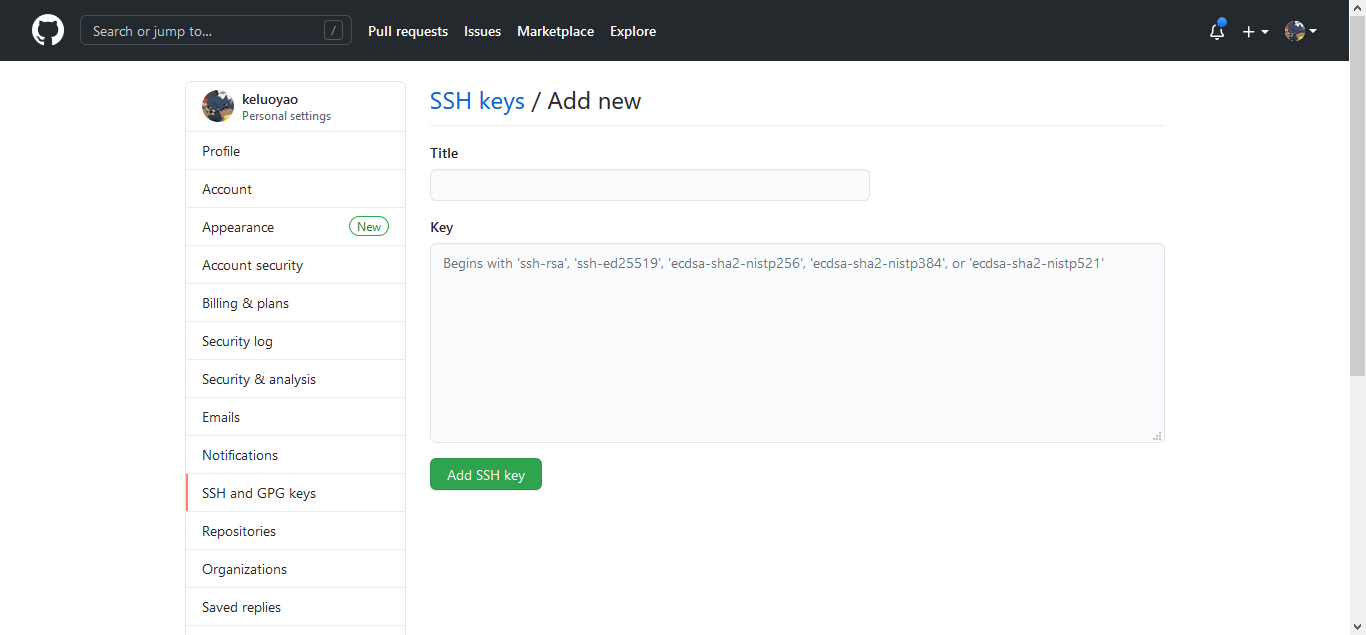 Search or jump to... /
Pull requests Issues Marketplace Explore
keluoyao
Personal settings
Profile
Account
Appearance New
Account security
Billing & plans
Security log
Security & analysis
Emails
Notifications
SSH and GPG keys
Repositories
Organizations
Saved replies
SSH keys / Add new
Title
Key
Begins with 'ssh-rsa', 'ssh-ed25519', 'ecdsa-sha2-nistp256', 'ecdsa-sha2-nistp384', or 'ecdsa-sha2-nistp521'
Add SSH key